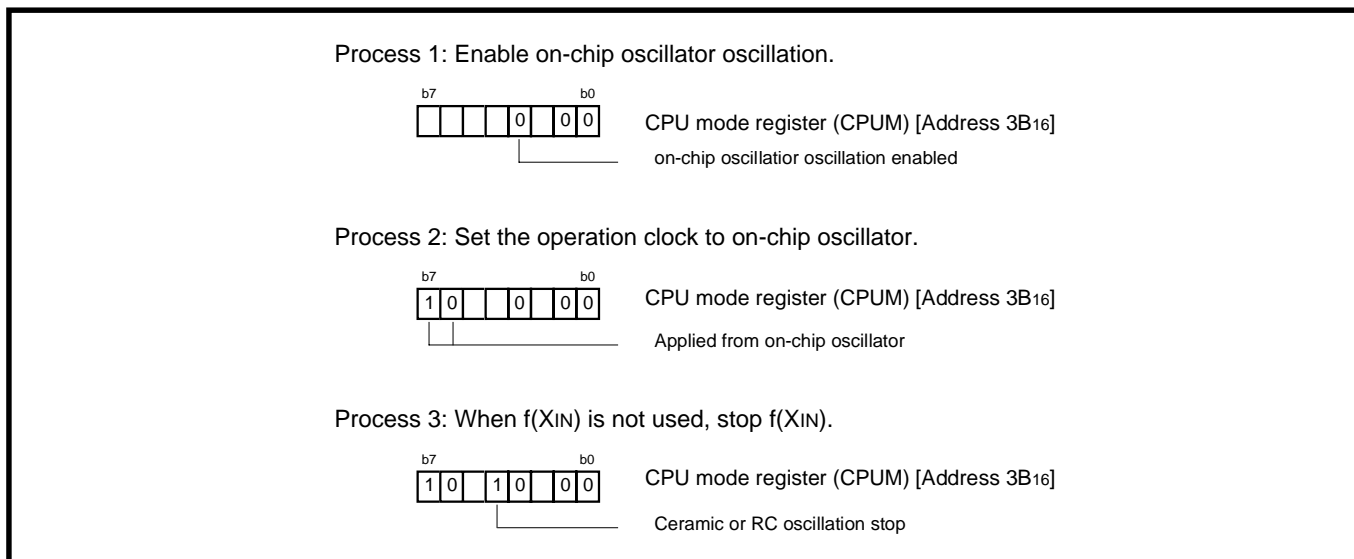 Process 1: Enable on-chip oscillator oscillation.
b7 b0
0 0 0 CPU mode register (CPUM) [Address 3B16]
on-chip oscillatior oscillation enabled
Process 2: Set the operation clock to on-chip oscillator.
b7 b0
1 0 0 0 0 CPU mode register (CPUM) [Address 3B16]
Applied from on-chip oscillator
Process 3: When f(XIN) is not used, stop f(XIN).
b7 b0
1 0 1 0 0 0 CPU mode register (CPUM) [Address 3B16]
Ceramic or RC oscillation stop